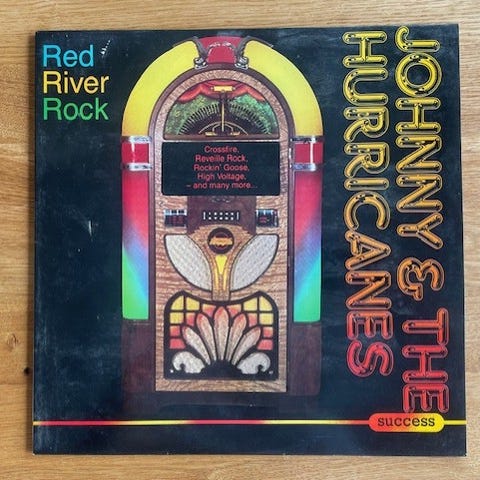 Red
River
Rock
Crossfire,
Reveille Rock,
Rockin' Goose,
High Voltage,
– and many more...
JOHNNY & THE
HURRICANES
success